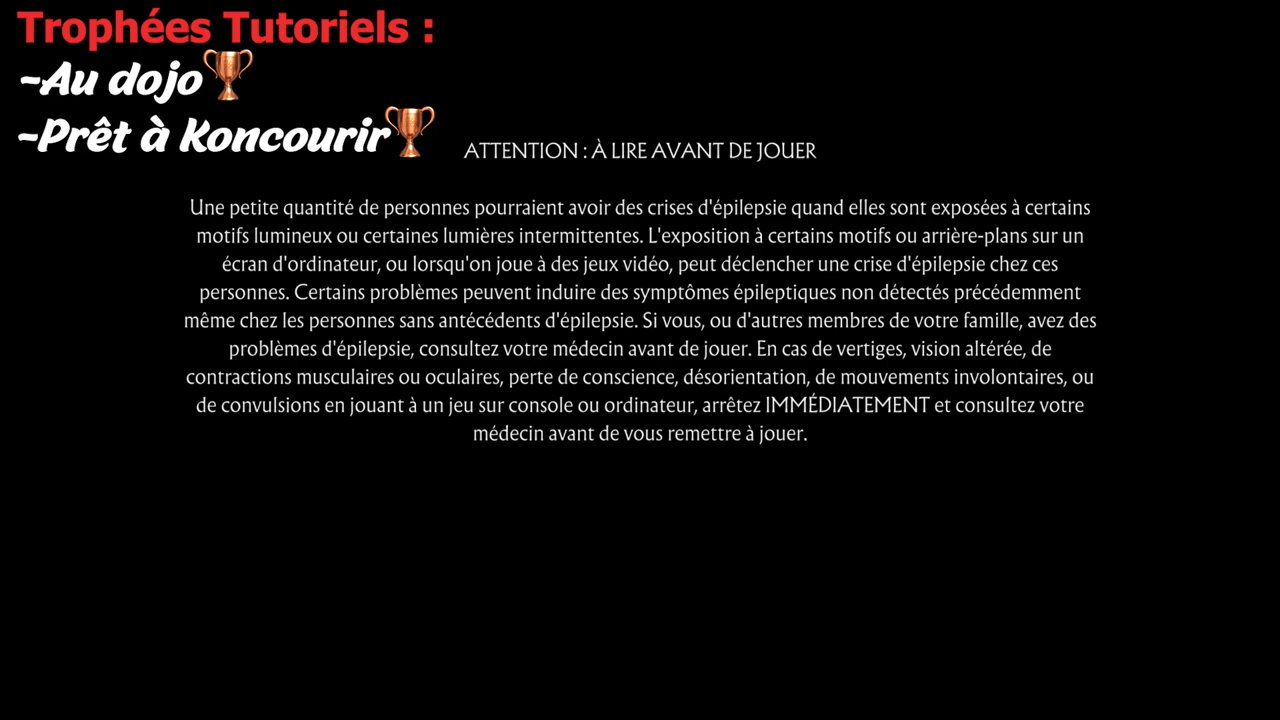 Trophées Tutoriels :
~Au dojo
~Prêt à Koncourir
ATTENTION : À LIRE AVANT DE JOUER
Une petite quantité de personnes pourraient avoir des crises d'épilepsie quand elles sont exposées à certains
motifs lumineux ou certaines lumières intermittentes. L'exposition à certains motifs ou arrière-plans sur un
écran d'ordinateur, ou lorsqu'on joue à des jeux vidéo, peut déclencher une crise d'épilepsie chez ces
personnes. Certains problèmes peuvent induire des symptômes épileptiques non détectés précédemment
même chez les personnes sans antécédents d'épilepsie. Si vous, ou d'autres membres de votre famille, avez des
problèmes d'épilepsie, consultez votre médecin avant de jouer. En cas de vertiges, vision altérée, de
contractions musculaires ou oculaires, perte de conscience, désorientation, de mouvements involontaires, ou
de convulsions en jouant à un jeu sur console ou ordinateur, arrêtez IMMÉDIATEMENT et consultez votre
médecin avant de vous remettre à jouer.